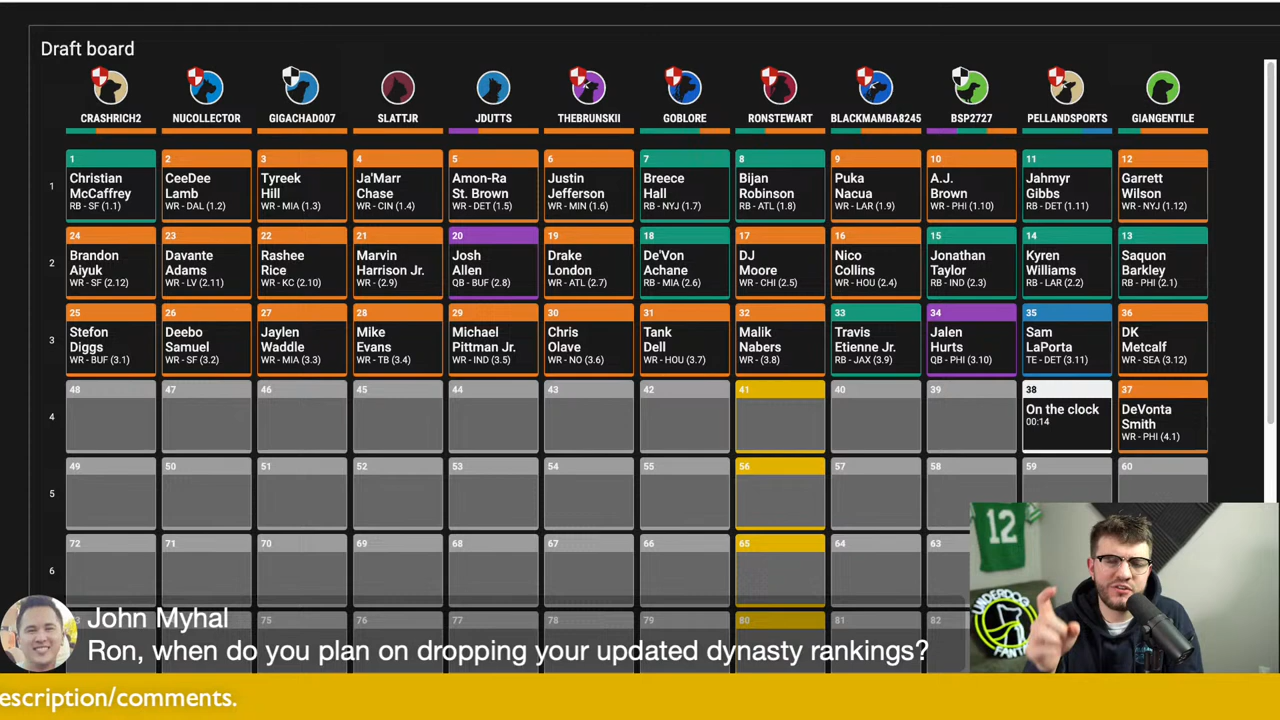 Draft board
CRASHRICH2
NUCOLLECTOR
GIGACHAD007
SLATTJR
JDUTTS
THEBRUNSKII
GOBLORE
RONSTEWART
BLACKMAMBA8245
BSP2727
PELLANDSPORTS
GIANGENTILE
1
1
Christian
McCaffrey
RB - SF (1.1)
2
CeeDee
Lamb
WR - DAL (1.2)
3
Tyreek
Hill
WR - MIA (1.3)
4
Ja'Marr
Chase
WR - CIN (1.4)
5
Amon-Ra
St. Brown
WR - DET (1.5)
6
Justin
Jefferson
WR - MIN (1.6)
7
Breece
Hall
RB - NYJ (1.7)
8
Bijan
Robinson
RB - ATL (1.8)
9
Puka
Nacua
WR - LAR (1.9)
10
A.J.
Brown
WR - PHI (1.10)
11
Jahmyr
Gibbs
RB - DET (1.11)
12
Garrett
Wilson
WR - NYJ (1.12)
2
24
Brandon
Aiyuk
WR - SF (2.12)
23
Davante
Adams
WR - LV (2.11)
22
Rashee
Rice
WR - KC (2.10)
21
Marvin
Harrison Jr.
WR - (2.9)
20
Josh
Allen
QB - BUF (2.8)
19
Drake
London
WR - ATL (2.7)
18
De'Von
Achane
RB - MIA (2.6)
17
DJ
Moore
WR - CHI (2.5)
16
Nico
Collins
WR - HOU (2.4)
15
Jonathan
Taylor
RB - IND (2.3)
14
Kyren
Williams
RB - LAR (2.2)
13
Saquon
Barkley
RB - PHI (2.1)
3
25
Stefon
Diggs
WR - BUF (3.1)
26
Deebo
Samuel
WR - SF (3.2)
27
Jaylen
Waddle
WR - MIA (3.3)
28
Mike
Evans
WR - TB (3.4)
29
Michael
Pittman Jr.
WR - IND (3.5)
30
Chris
Olave
WR - NO (3.6)
31
Tank
Dell
WR - HOU (3.7)
32
Malik
Nabers
WR - (3.8)
33
Travis
Etienne Jr.
RB - JAX (3.9)
34
Jalen
Hurts
QB - PHI (3.10)
35
Sam
LaPorta
TE - DET (3.11)
36
DK
Metcalf
WR - SEA (3.12)
4
48
47
46
45
44
43
42
41
40
39
38
On the clock
00:14
37
DeVonta
Smith
WR - PHI (4.1)
5
49
50
51
52
53
54
55
56
57
58
59
60
6
72
71
70
69
68
67
66
65
64
63
75
76
77
78
79
80
81
82
12
UNDERDOG
FANTA
John Myhal
Ron, when do you plan on dropping your updated dynasty rankings?
escription/comments.